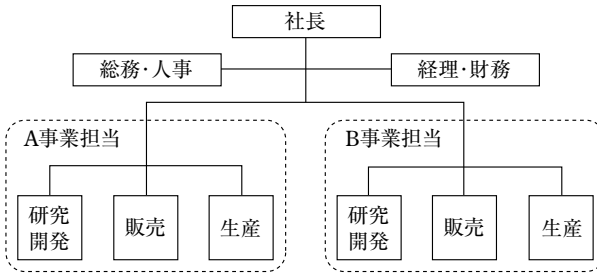 社長
総務・人事
経理・財務
A事業担当
B事業担当
研究
開発
販売
生産
研究
開発
販売
生産